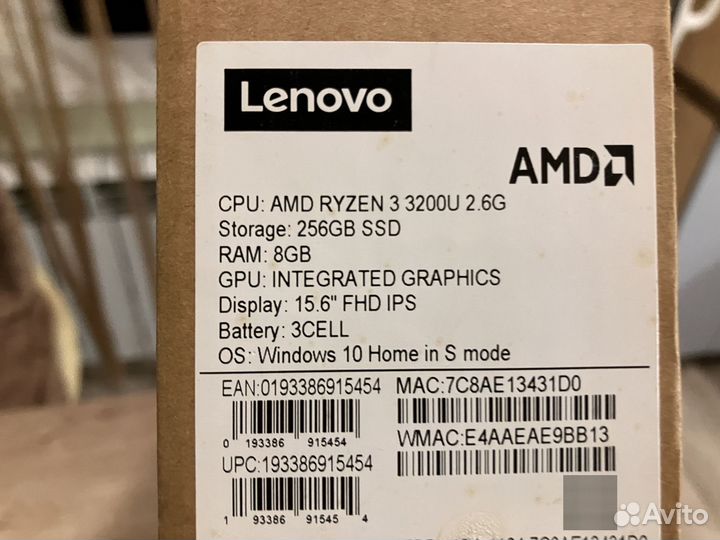 Lenovo
AMD
CPU: AMD RYZEN 3 3200U 2.6G
Storage: 256GB SSD
RAM: 8GB
GPU: INTEGRATED GRAPHICS
Display: 15.6" FHD IPS
Battery: 3CELL
OS: Windows 10 Home in S mode
EAN:0193386915454
MAC:7C8AE13431D0
0 193386 915454
WMAC:E4AAEAE9BB13
UPC:193386915454
1 93386 91545 4
Avito